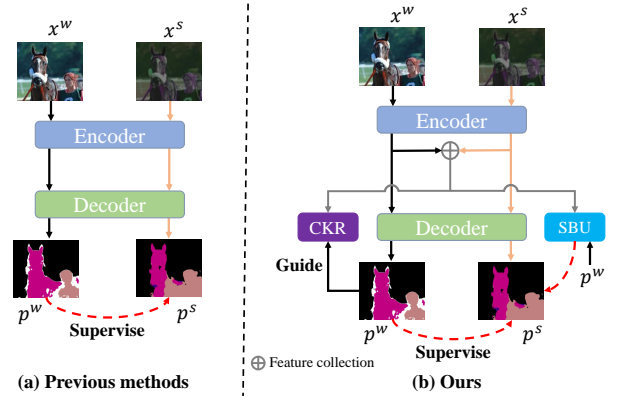 x^w x^s
Encoder
Decoder
p^w p^s
Supervise
(a) Previous methods
x^w x^s
Encoder
CKR Decoder SBU
Guide
p^w
p^w p^s
Supervise
⊕ Feature collection
(b) Ours